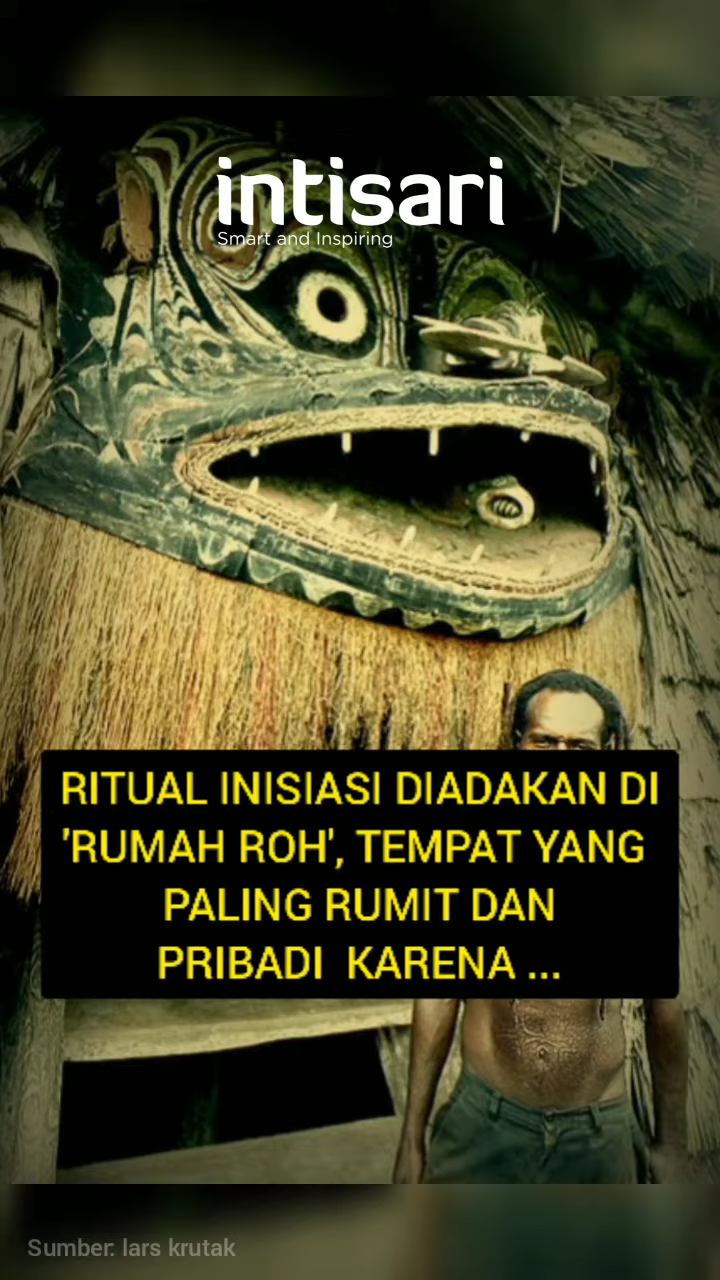 intisari
Smart and Inspiring
RITUAL INISIASI DIADAKAN DI
'RUMAH ROH', TEMPAT YANG
PALING RUMIT DAN
PRIBADI KARENA ...
Sumber: lars krutak